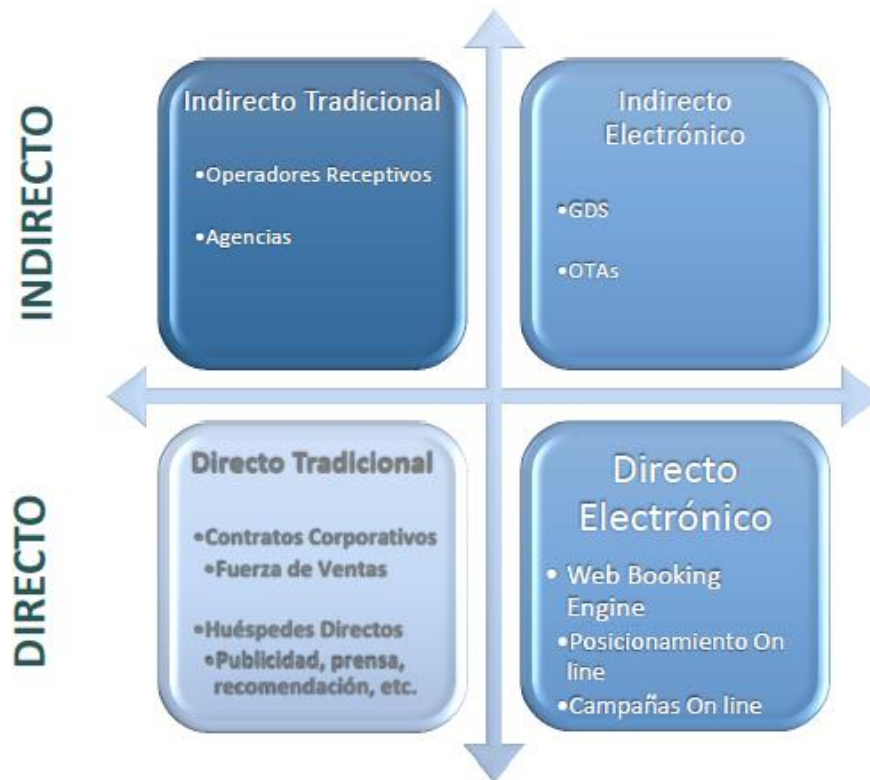 INDIRECTO
Indirecto Tradicional
•Operadores Receptivos
•Agencias
Indirecto
Electrónico
•GDS
•OTAs
DIRECTO
Directo Tradicional
•Contratos Corporativos
•Fuerza de Ventas
•Huéspedes Directos
•Publicidad, prensa,
recomendación, etc.
Directo
Electrónico
• Web Booking
Engine
•Posicionamiento On
line
•Campañas On line